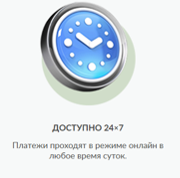 ДОСТУПНО 24×7
Платежи проходят в режиме онлайн в
любое время суток.